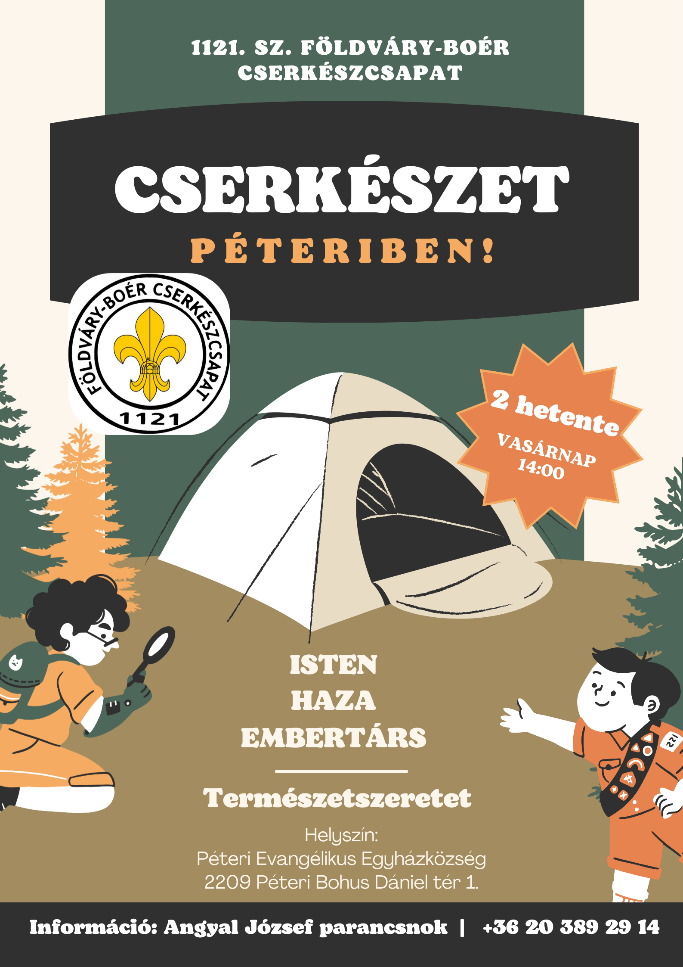 1121. SZ. FÖLDVÁRY-BOÉR
CSERKÉSZCSAPAT
CSERKÉSZET
PÉTERIBEN!
FÖLDVÁRY-BOÉR CSERKÉSZCSAPAT
1121
2 hetente
VASÁRNAP
14:00
ISTEN
HAZA
EMBERTÁRS
Természetszeretet
Helyszín:
Péteri Evangélikus Egyházközség
2209 Péteri Bohus Dániel tér 1.
Információ: Angyal József parancsnok | +36 20 389 29 14